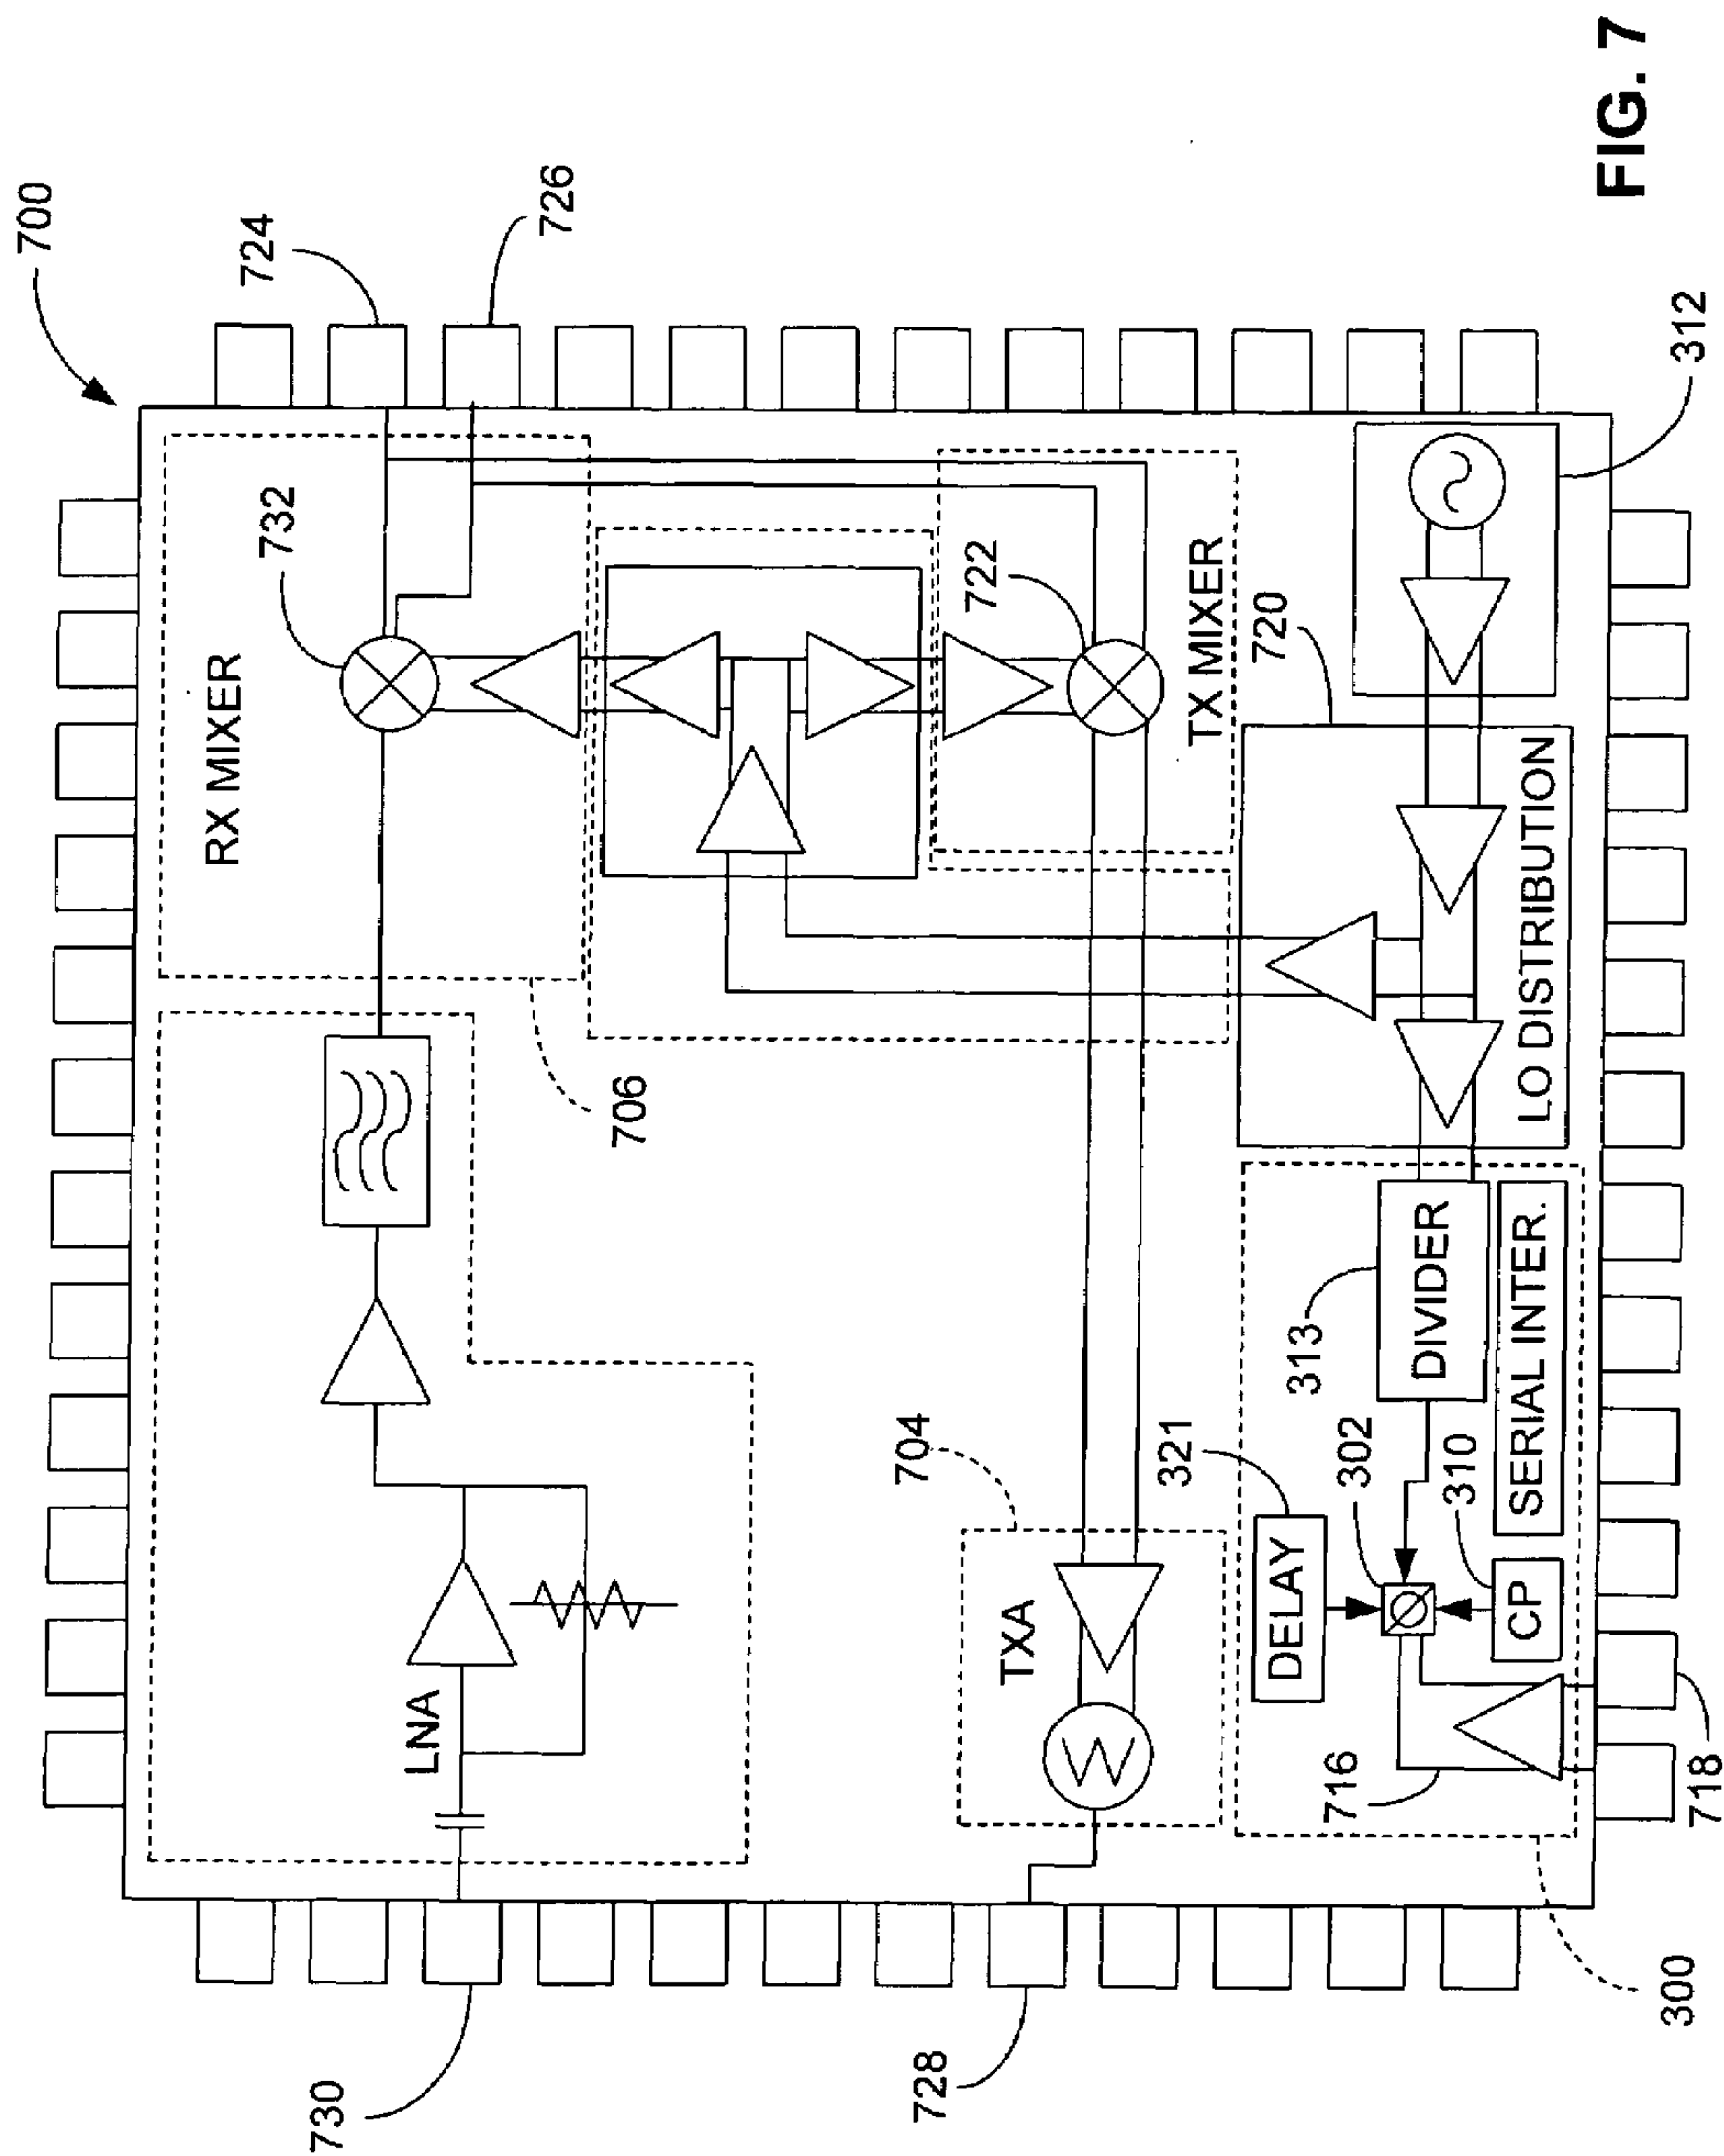 700
724
726
732
RX MIXER
706
LNA
730
722
TX MIXER
720
LO DISTRIBUTION
312
704
TXA
728
321
DELAY
302
313
DIVIDER
310
CP
SERIAL INTER.
716
718
300
FIG. 7